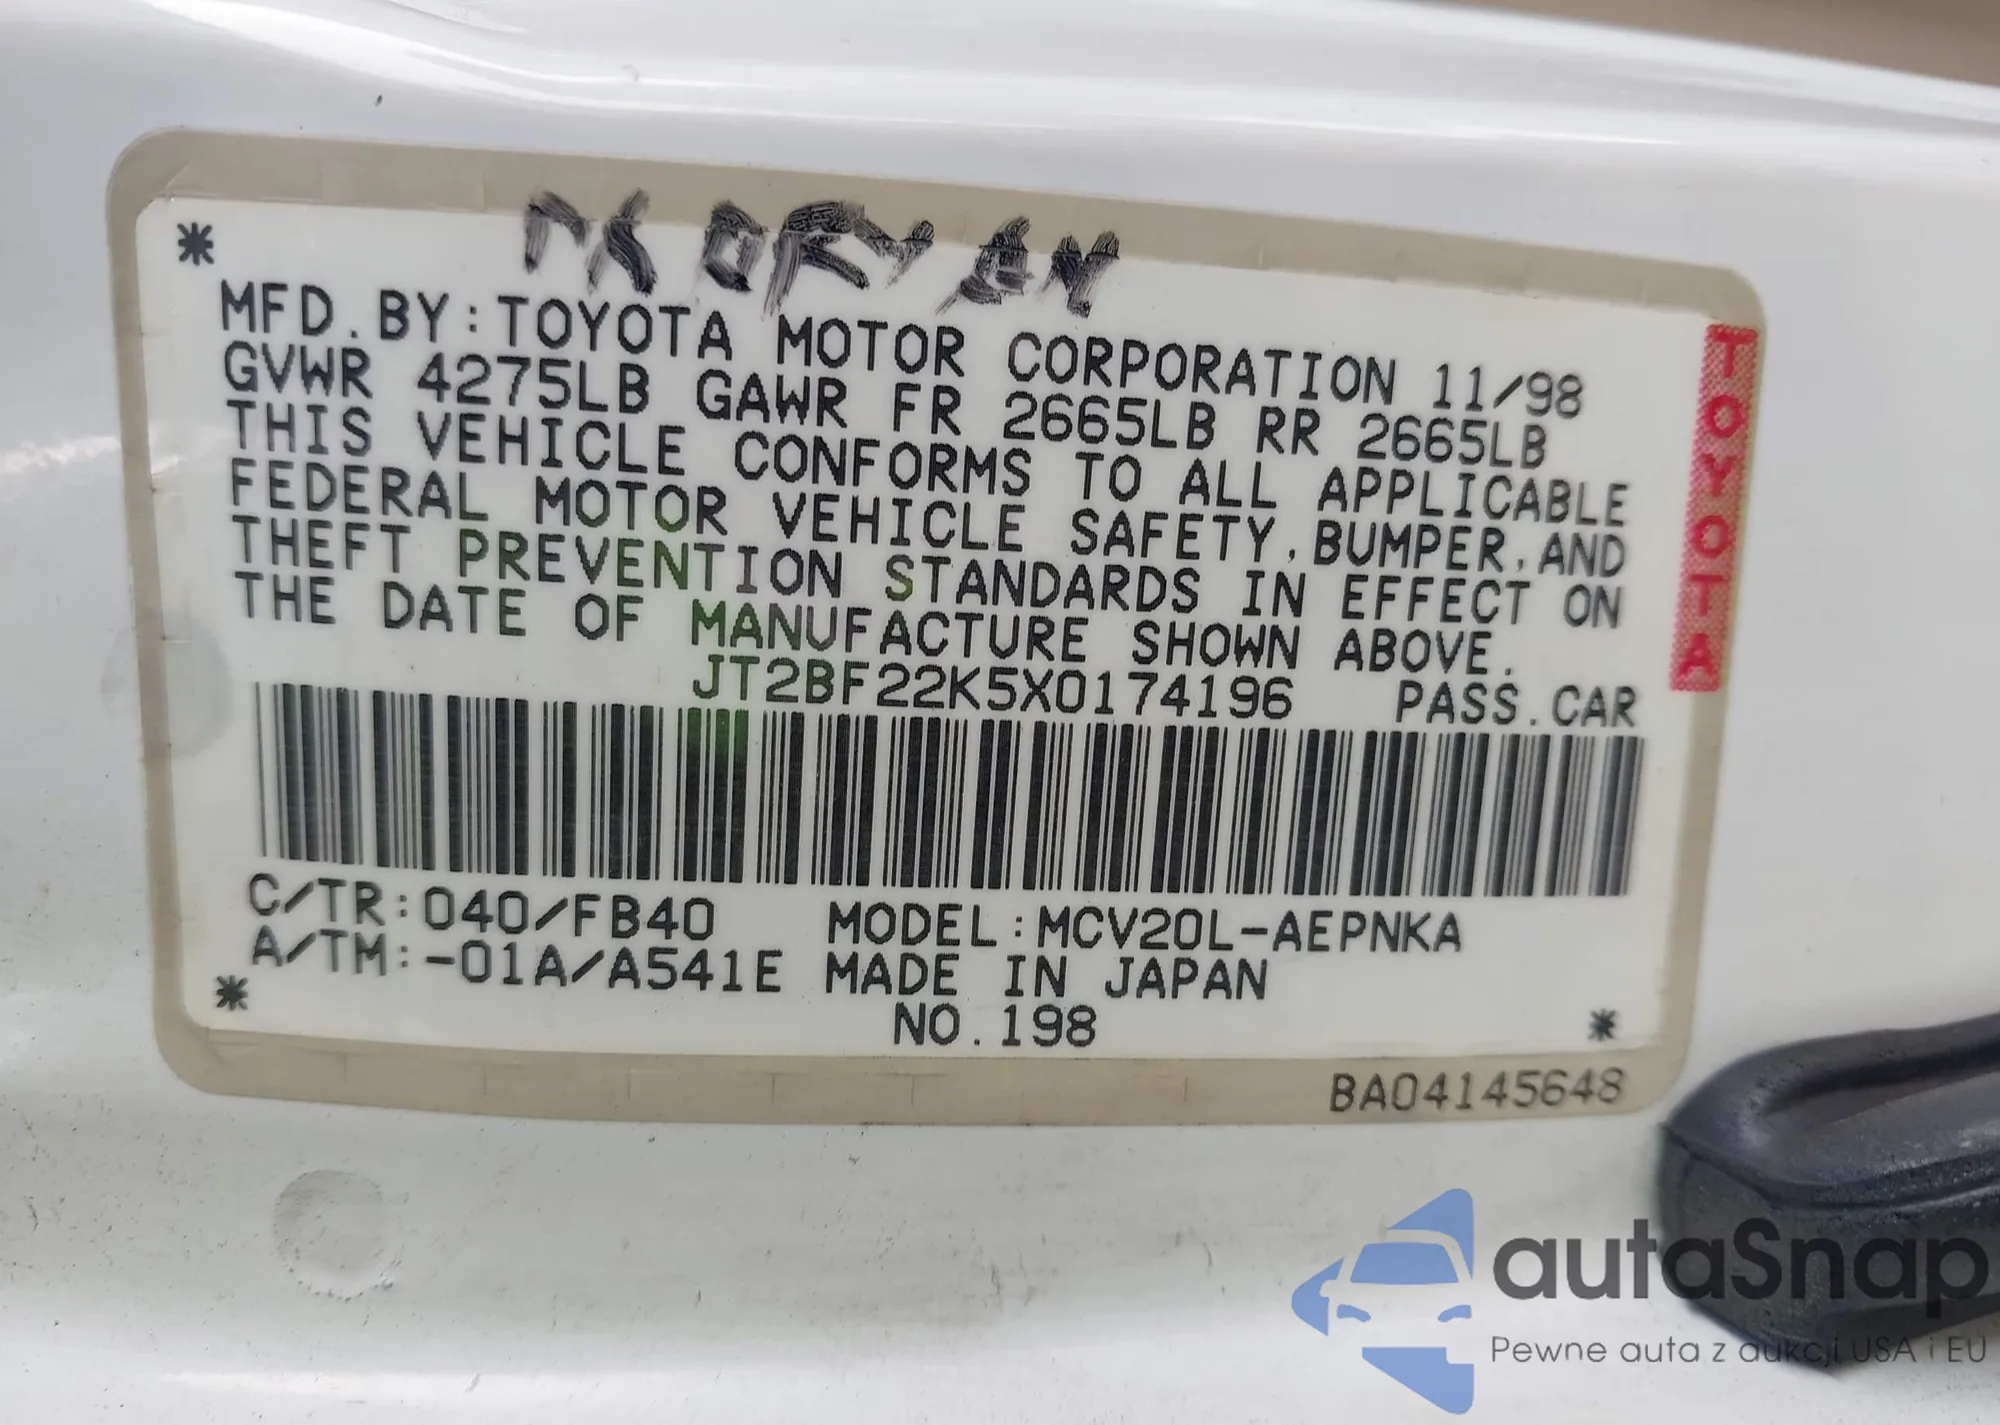 MFD. BY: TOYOTA MOTOR CORPORATION 11/98
GVWR 4275LB GAWR FR 2665LB RR 2665LB
THIS VEHICLE CONFORMS TO ALL APPLICABLE
FEDERAL MOTOR VEHICLE SAFETY, BUMPER, AND
THEFT PREVENTION STANDARDS IN EFFECT ON
THE DATE OF MANUFACTURE SHOWN ABOVE.
JT2BF22K5X0174196 PASS. CAR
C/TR: 040/FB40 MODEL: MCV20L-AEPNKA
A/TM: -01A/A541E MADE IN JAPAN
NO. 198
BA04145648
TOYOTA
autaSnap
Pewne auta z aukcji USA i EU